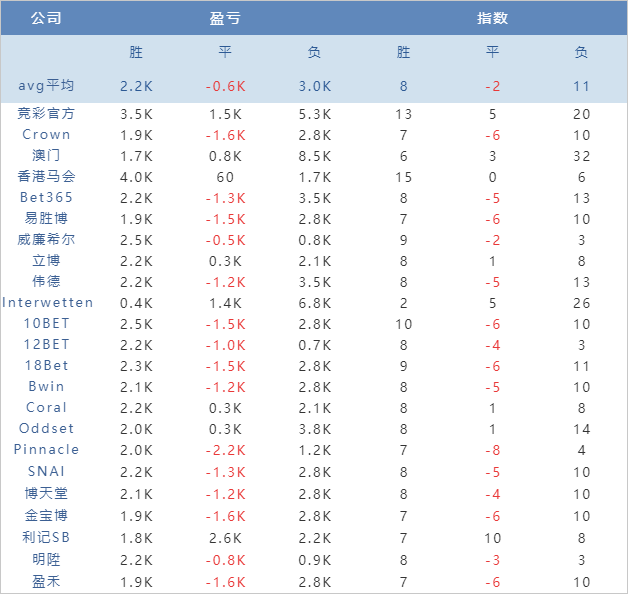 公司 盈亏 指数
胜 平 负 胜 平 负
avg平均 2.2K -0.6K 3.0K 8 -2 11
竞彩官方 3.5K 1.5K 5.3K 13 5 20
Crown 1.9K -1.6K 2.8K 7 -6 10
澳门 1.7K 0.8K 8.5K 6 3 32
香港马会 4.0K 60 1.7K 15 0 6
Bet365 2.2K -1.3K 3.5K 8 -5 13
易胜博 1.9K -1.5K 2.8K 7 -6 10
威廉希尔 2.5K -0.5K 0.8K 9 -2 3
立博 2.2K 0.3K 2.1K 8 1 8
伟德 2.2K -1.2K 3.5K 8 -5 13
Interwetten 0.4K 1.4K 6.8K 2 5 26
10BET 2.5K -1.5K 2.8K 10 -6 10
12BET 2.2K -1.0K 0.7K 8 -4 3
18Bet 2.3K -1.5K 2.8K 9 -6 11
Bwin 2.1K -1.2K 2.8K 8 -5 10
Coral 2.2K 0.3K 2.1K 8 1 8
Oddset 2.0K 0.3K 3.8K 8 1 14
Pinnacle 2.0K -2.2K 1.2K 7 -8 4
SNAI 2.2K -1.3K 2.8K 8 -5 10
博天堂 2.1K -1.2K 2.8K 8 -4 10
金宝博 1.9K -1.6K 2.8K 7 -6 10
利记SB 1.8K 2.6K 2.2K 7 10 8
明陞 2.2K -0.8K 0.9K 8 -3 3
盈禾 1.9K -1.6K 2.8K 7 -6 10